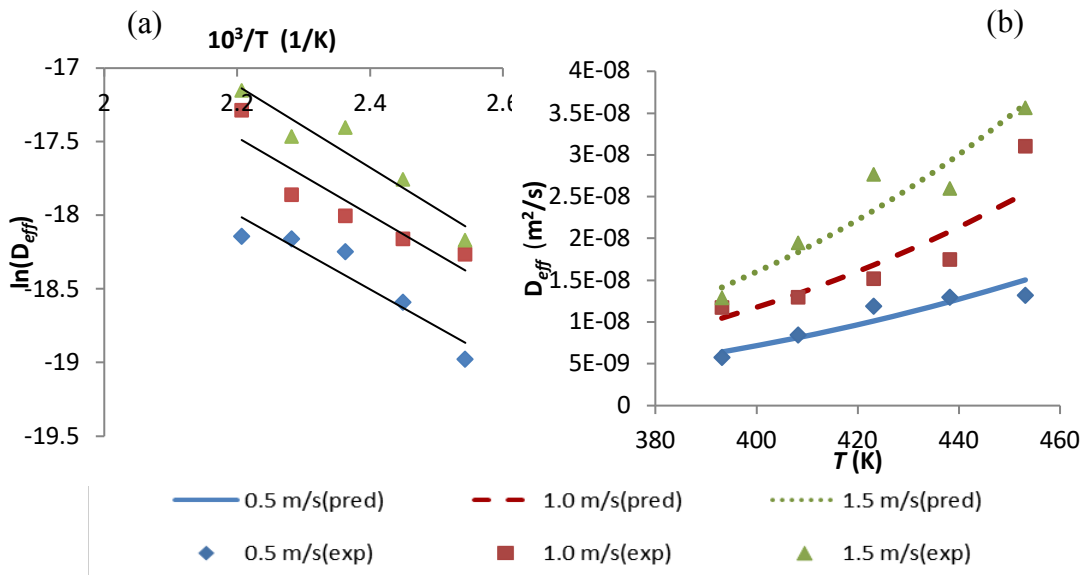 (a)
10³/T (1/K)
-17
2
2.2
2.4
2.6
-17.5
-18
-18.5
-19
-19.5
ln(D_eff)
(b)
4E-08
3.5E-08
3E-08
2.5E-08
2E-08
1.5E-08
1E-08
5E-09
0
D_eff (m²/s)
380
400
420
440
460
T (K)
0.5 m/s(pred)
1.0 m/s(pred)
1.5 m/s(pred)
0.5 m/s(exp)
1.0 m/s(exp)
1.5 m/s(exp)